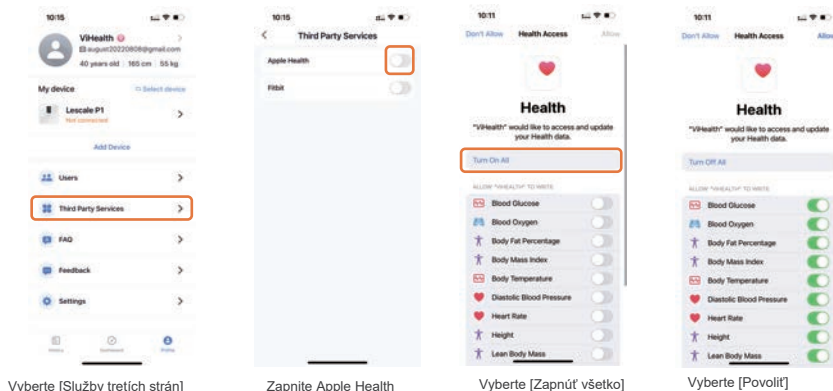 10:15
ViHealth
august20220808@gmail.com
40 years old 165 cm 55 kg
My device
Select device
Lescale P1
Not connected
Add Device
Users
Third Party Services
FAQ
Feedback
Settings
Profile
Vyberte [Služby tretích strán]
10:15
Third Party Services
Apple Health
Fitbit
Zapnite Apple Health
10:11
Don't Allow Health Access Allow
Health
"ViHealth" would like to access and update
your Health data.
Turn On All
ALLOW "VIHEALTH" TO WRITE
Blood Glucose
Blood Oxygen
Body Fat Percentage
Body Mass Index
Body Temperature
Diastolic Blood Pressure
Heart Rate
Height
Lean Body Mass
Vyberte [Zapnúť všetko]
10:11
Don't Allow Health Access Allow
Health
"ViHealth" would like to access and update
your Health data.
Turn Off All
ALLOW "VIHEALTH" TO WRITE
Blood Glucose
Blood Oxygen
Body Fat Percentage
Body Mass Index
Body Temperature
Diastolic Blood Pressure
Heart Rate
Height
Lean Body Mass
Vyberte [Povoliť]